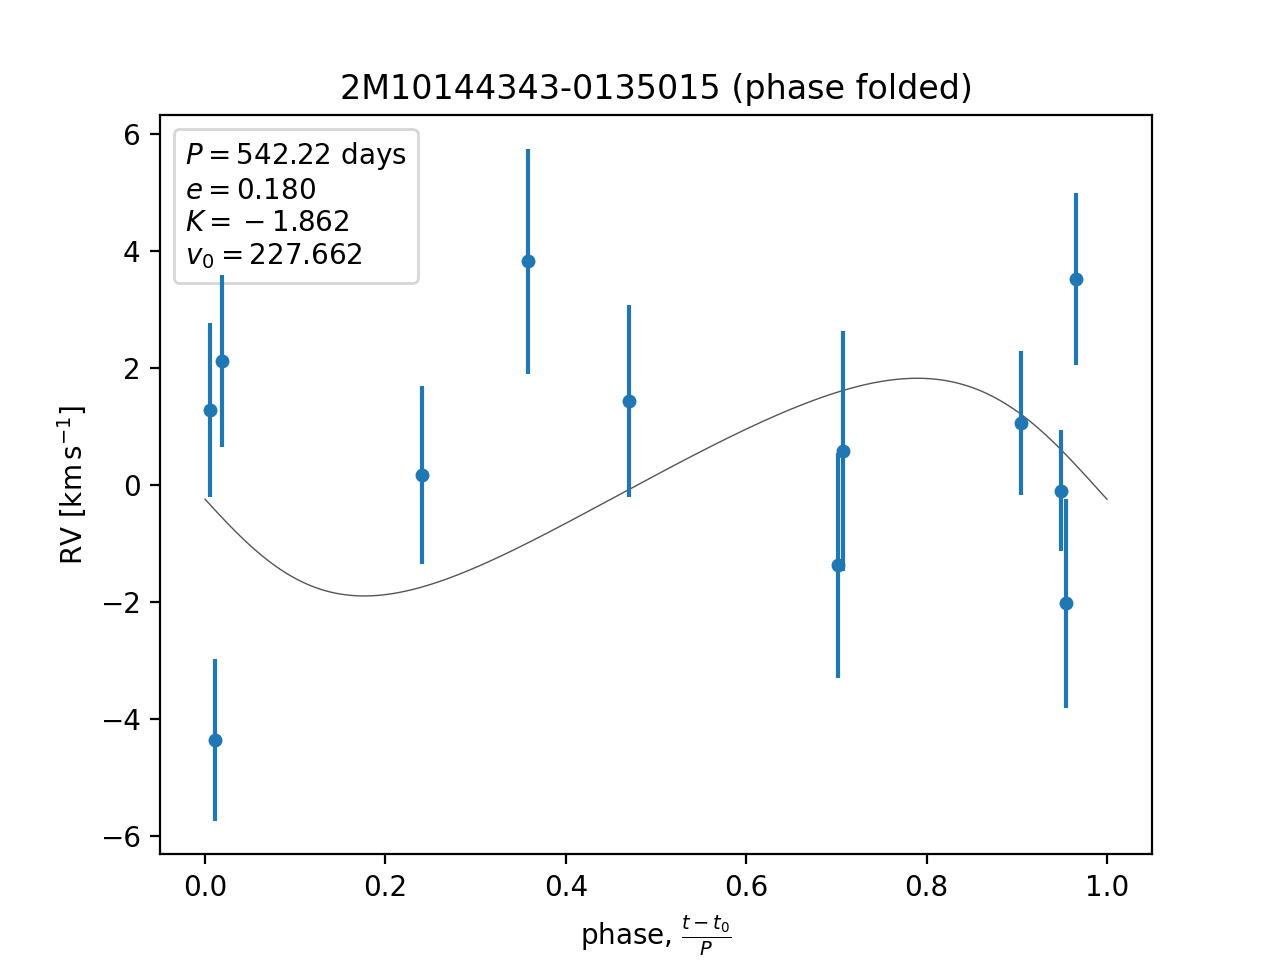 2M10144343-0135015 (phase folded)
P = 542.22 days
e = 0.180
K = −1.862
v₀ = 227.662
6
4
2
0
−2
−4
−6
RV [km s⁻¹]
0.0 0.2 0.4 0.6 0.8 1.0
phase, (t − t₀)/P